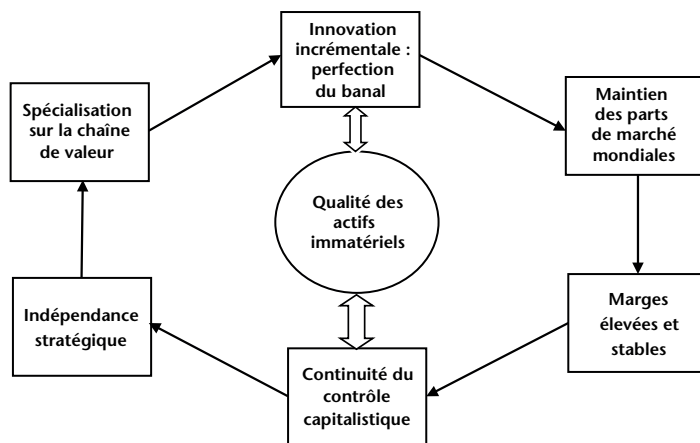 Innovation
incrémentale :
perfection
du banal
Spécialisation
sur la chaîne
de valeur
Maintien
des parts
de marché
mondiales
Qualité des
actifs
immatériels
Indépendance
stratégique
Marges
élevées et
stables
Continuité du
contrôle
capitalistique